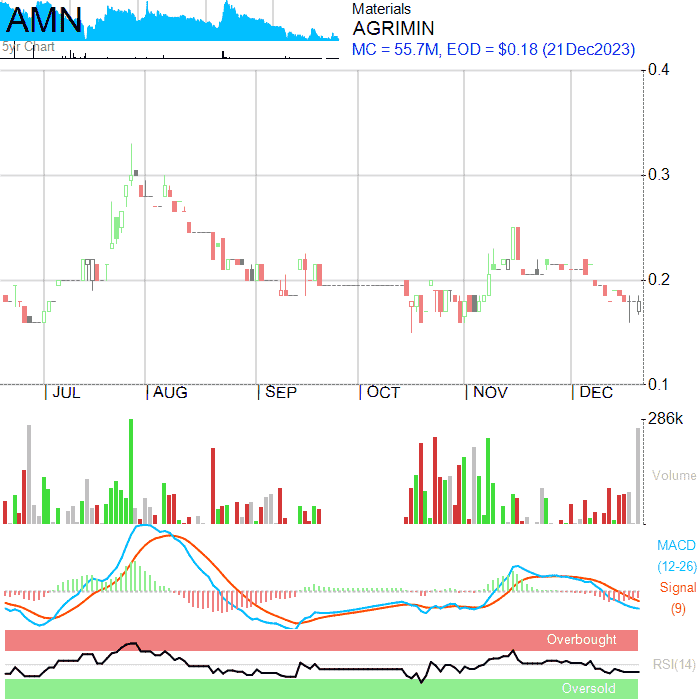 AMN
5yr Chart
Materials
AGRIMIN
MC = 55.7M, EOD = $0.18 (21Dec2023)
0.4
0.3
0.2
0.1
JUL AUG SEP OCT NOV DEC
286k
Volume
MACD
(12-26)
Signal
(9)
Overbought
RSI(14)
Oversold